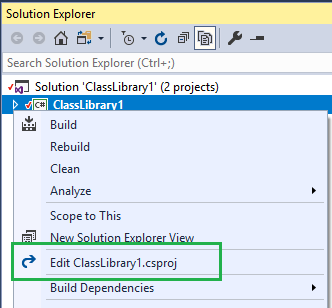 Solution Explorer
Search Solution Explorer (Ctrl+;)
Solution 'ClassLibrary1' (2 projects)
C# ClassLibrary1
Build
Rebuild
Clean
Analyze
Scope to This
New Solution Explorer View
Edit ClassLibrary1.csproj
Build Dependencies